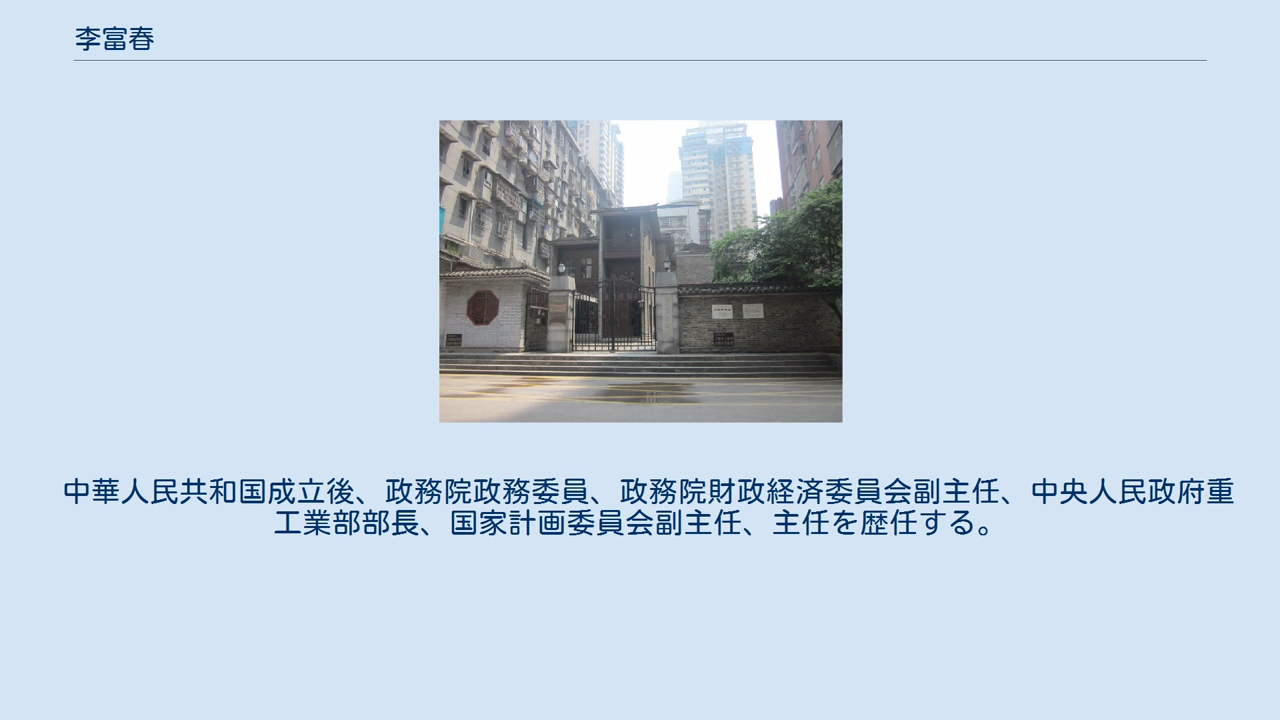 李富春
中華人民共和国成立後、政務院政務委員、政務院財政経済委員会副主任、中央人民政府重
工業部部長、国家計画委員会副主任、主任を歴任する。